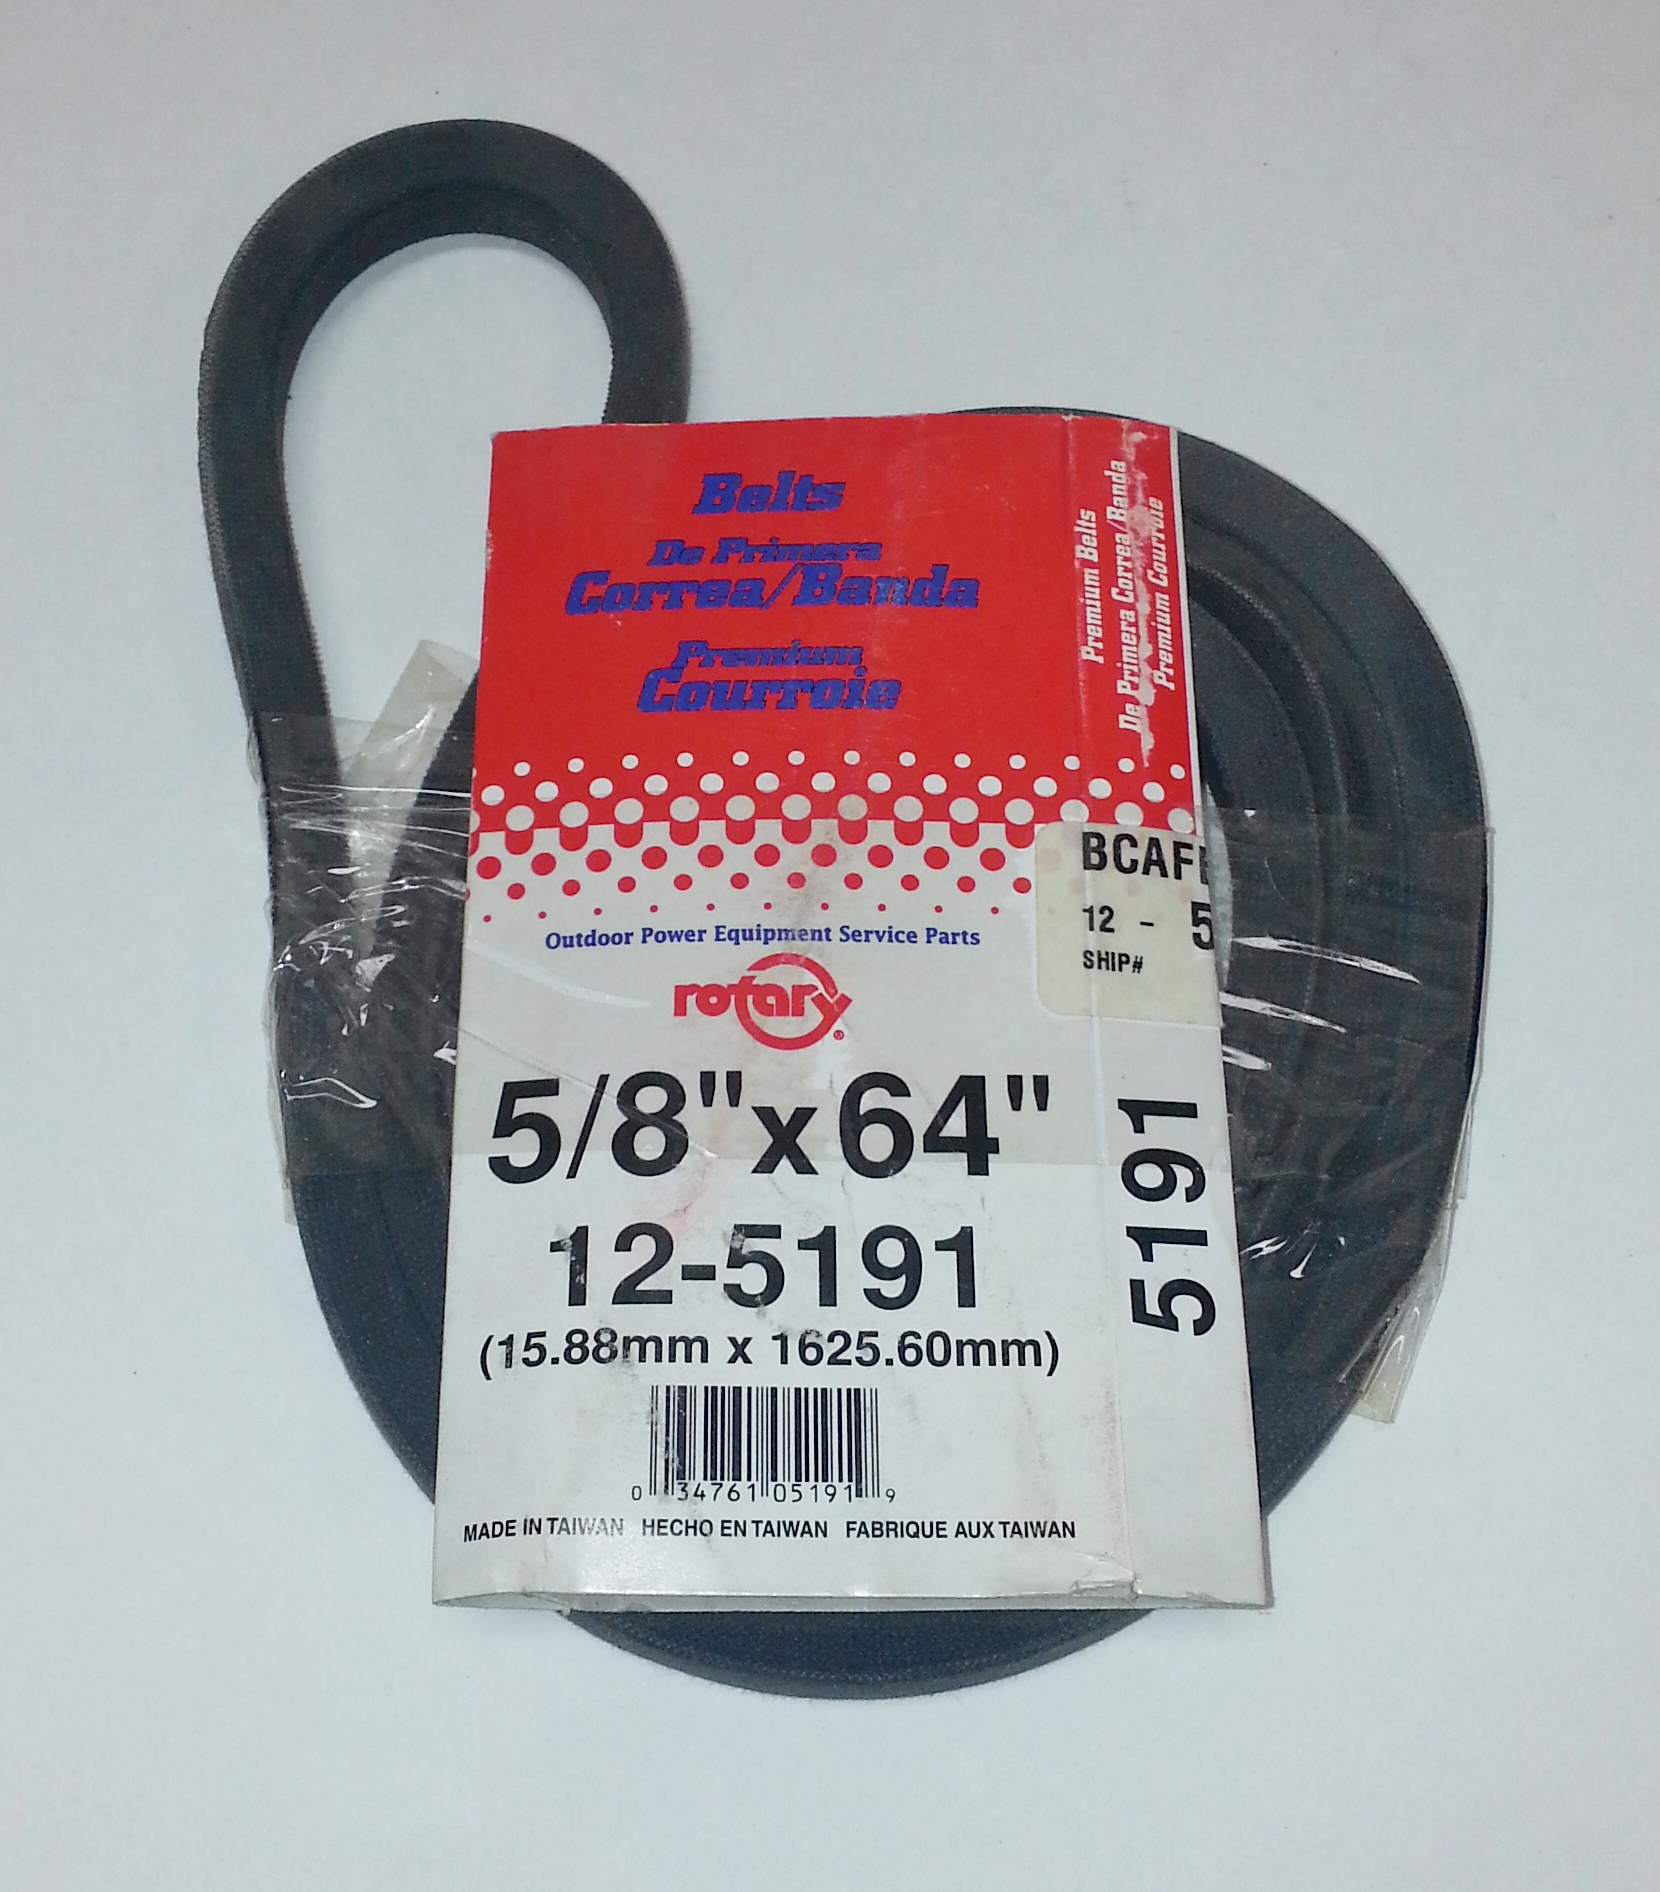 Belts
De Primera
Correa/Banda
Premium
Courroie
Premium Belts
De Primera Correa/Banda
Premium Courroie
BCAF
12 - 5
SHIP#
Outdoor Power Equipment Service Parts
rotary®
5/8"x64"
12-5191
(15.88mm x 1625.60mm)
5191
0 34761 05191 9
MADE IN TAIWAN HECHO EN TAIWAN FABRIQUE AUX TAIWAN